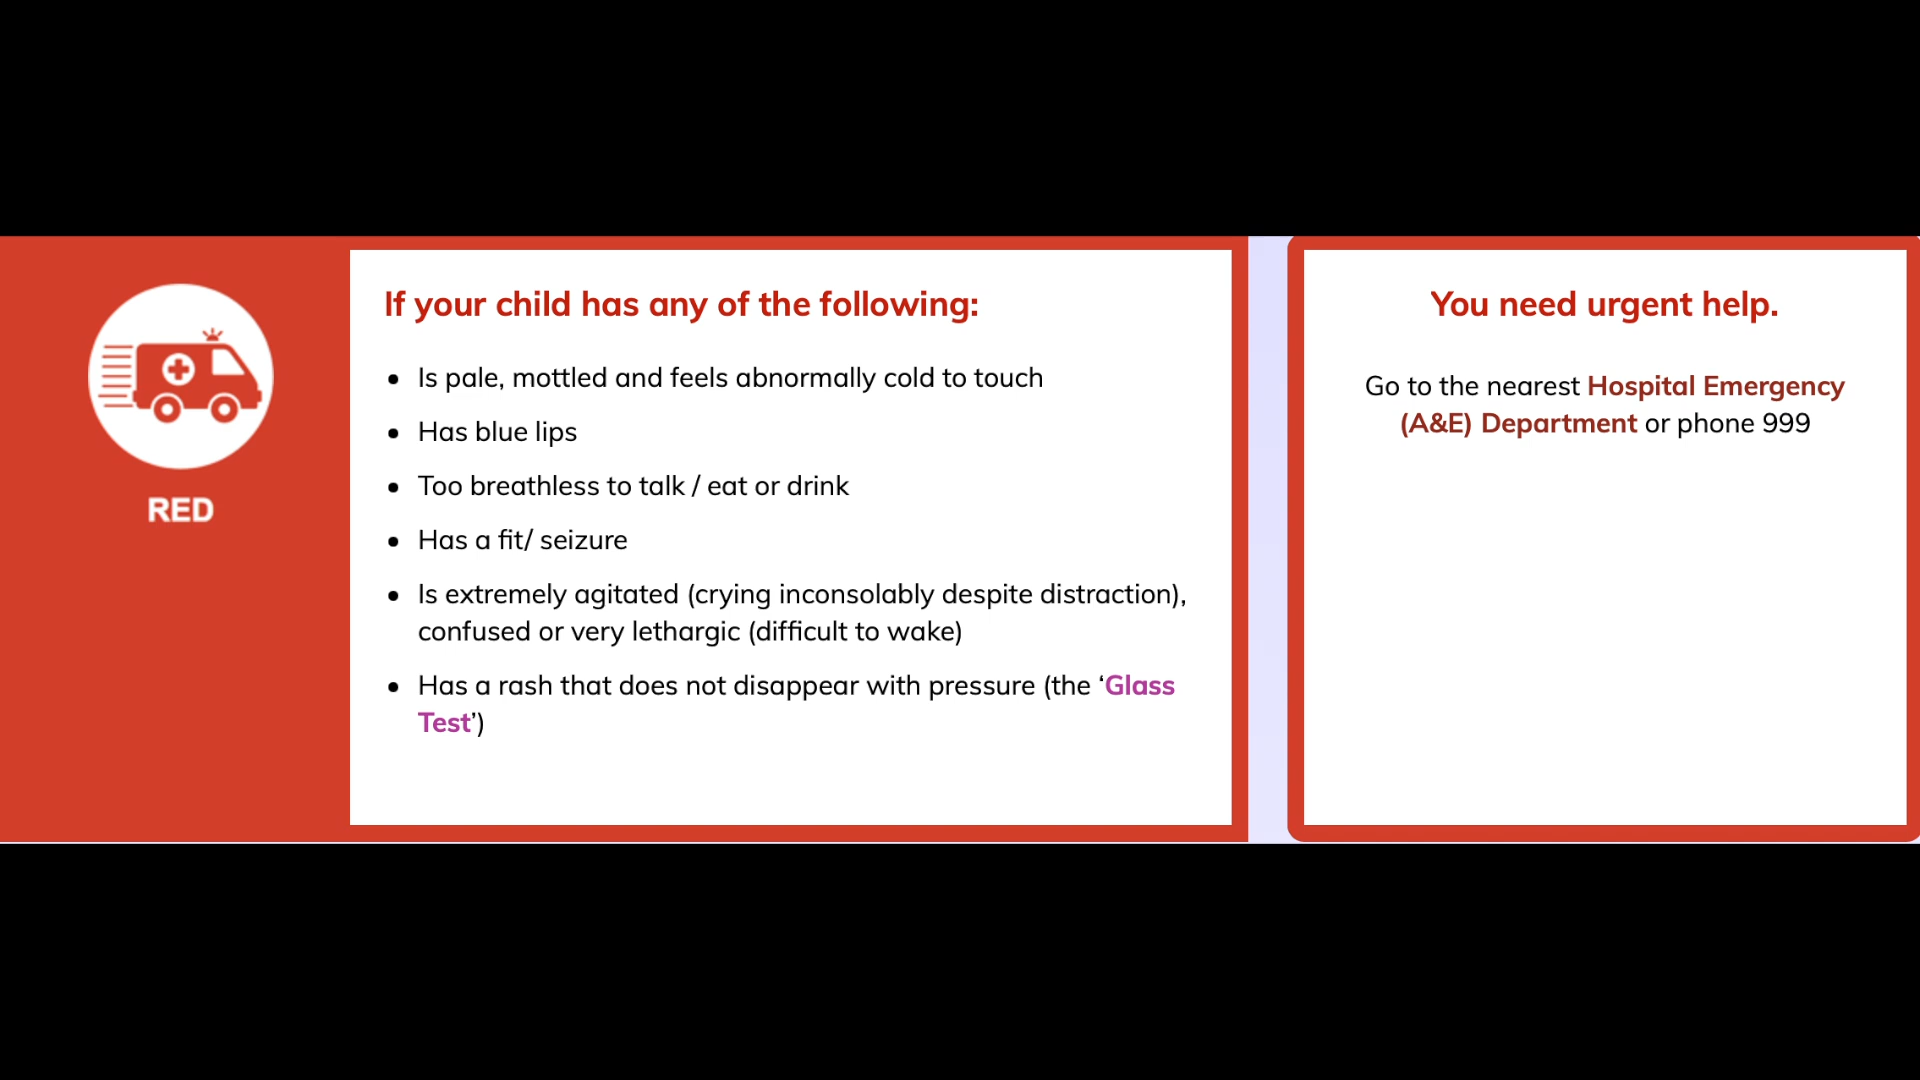 RED
If your child has any of the following:
• Is pale, mottled and feels abnormally cold to touch
• Has blue lips
• Too breathless to talk / eat or drink
• Has a fit/ seizure
• Is extremely agitated (crying inconsolably despite distraction),
confused or very lethargic (difficult to wake)
• Has a rash that does not disappear with pressure (the ‘Glass
Test’)
You need urgent help.
Go to the nearest Hospital Emergency
(A&E) Department or phone 999